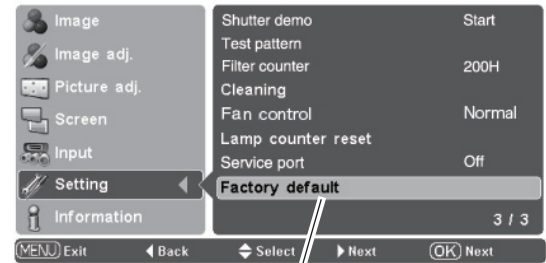 Image
Image adj.
Picture adj.
Screen
Input
Setting
Information
Shutter demo Start
Test pattern
Filter counter 200H
Cleaning
Fan control Normal
Lamp counter reset
Service port Off
Factory default
3 / 3
MENU Exit Back Select Next OK Next